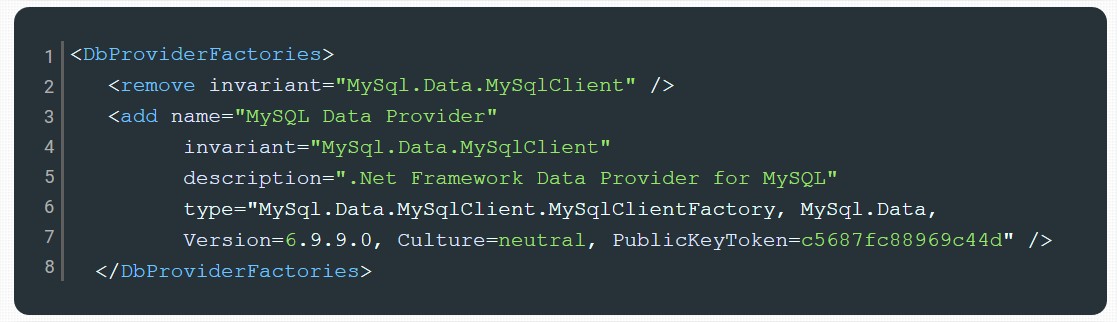 1 <DbProviderFactories>
2 <remove invariant="MySql.Data.MySqlClient" />
3 <add name="MySQL Data Provider"
4 invariant="MySql.Data.MySqlClient"
5 description=".Net Framework Data Provider for MySQL"
6 type="MySql.Data.MySqlClient.MySqlClientFactory, MySql.Data,
7 Version=6.9.9.0, Culture=neutral, PublicKeyToken=c5687fc88969c44d" />
8 </DbProviderFactories>